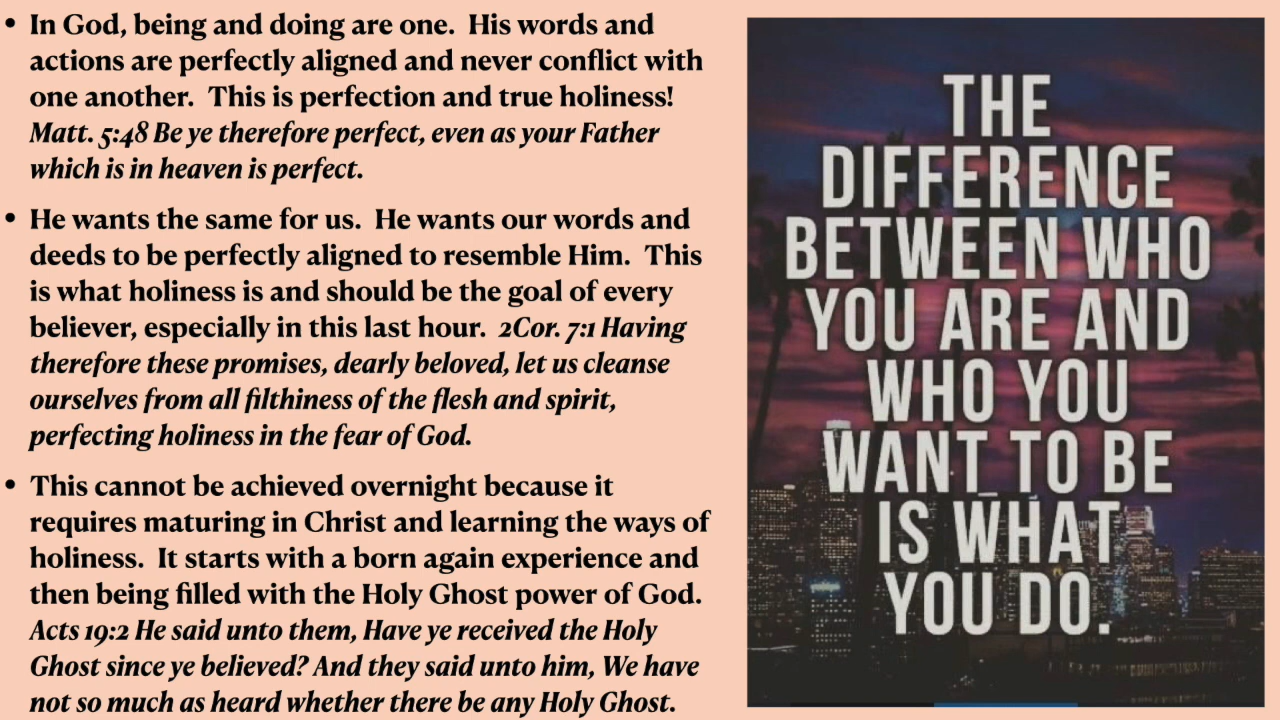 • In God, being and doing are one.  His words and
actions are perfectly aligned and never conflict with
one another.  This is perfection and true holiness!
Matt. 5:48 Be ye therefore perfect, even as your Father
which is in heaven is perfect.
• He wants the same for us.  He wants our words and
deeds to be perfectly aligned to resemble Him.  This
is what holiness is and should be the goal of every
believer, especially in this last hour.  2Cor. 7:1 Having
therefore these promises, dearly beloved, let us cleanse
ourselves from all filthiness of the flesh and spirit,
perfecting holiness in the fear of God.
• This cannot be achieved overnight because it
requires maturing in Christ and learning the ways of
holiness.  It starts with a born again experience and
then being filled with the Holy Ghost power of God.
Acts 19:2 He said unto them, Have ye received the Holy
Ghost since ye believed? And they said unto him, We have
not so much as heard whether there be any Holy Ghost.
THE
DIFFERENCE
BETWEEN WHO
YOU ARE AND
WHO YOU
WANT TO BE
IS WHAT
YOU DO.